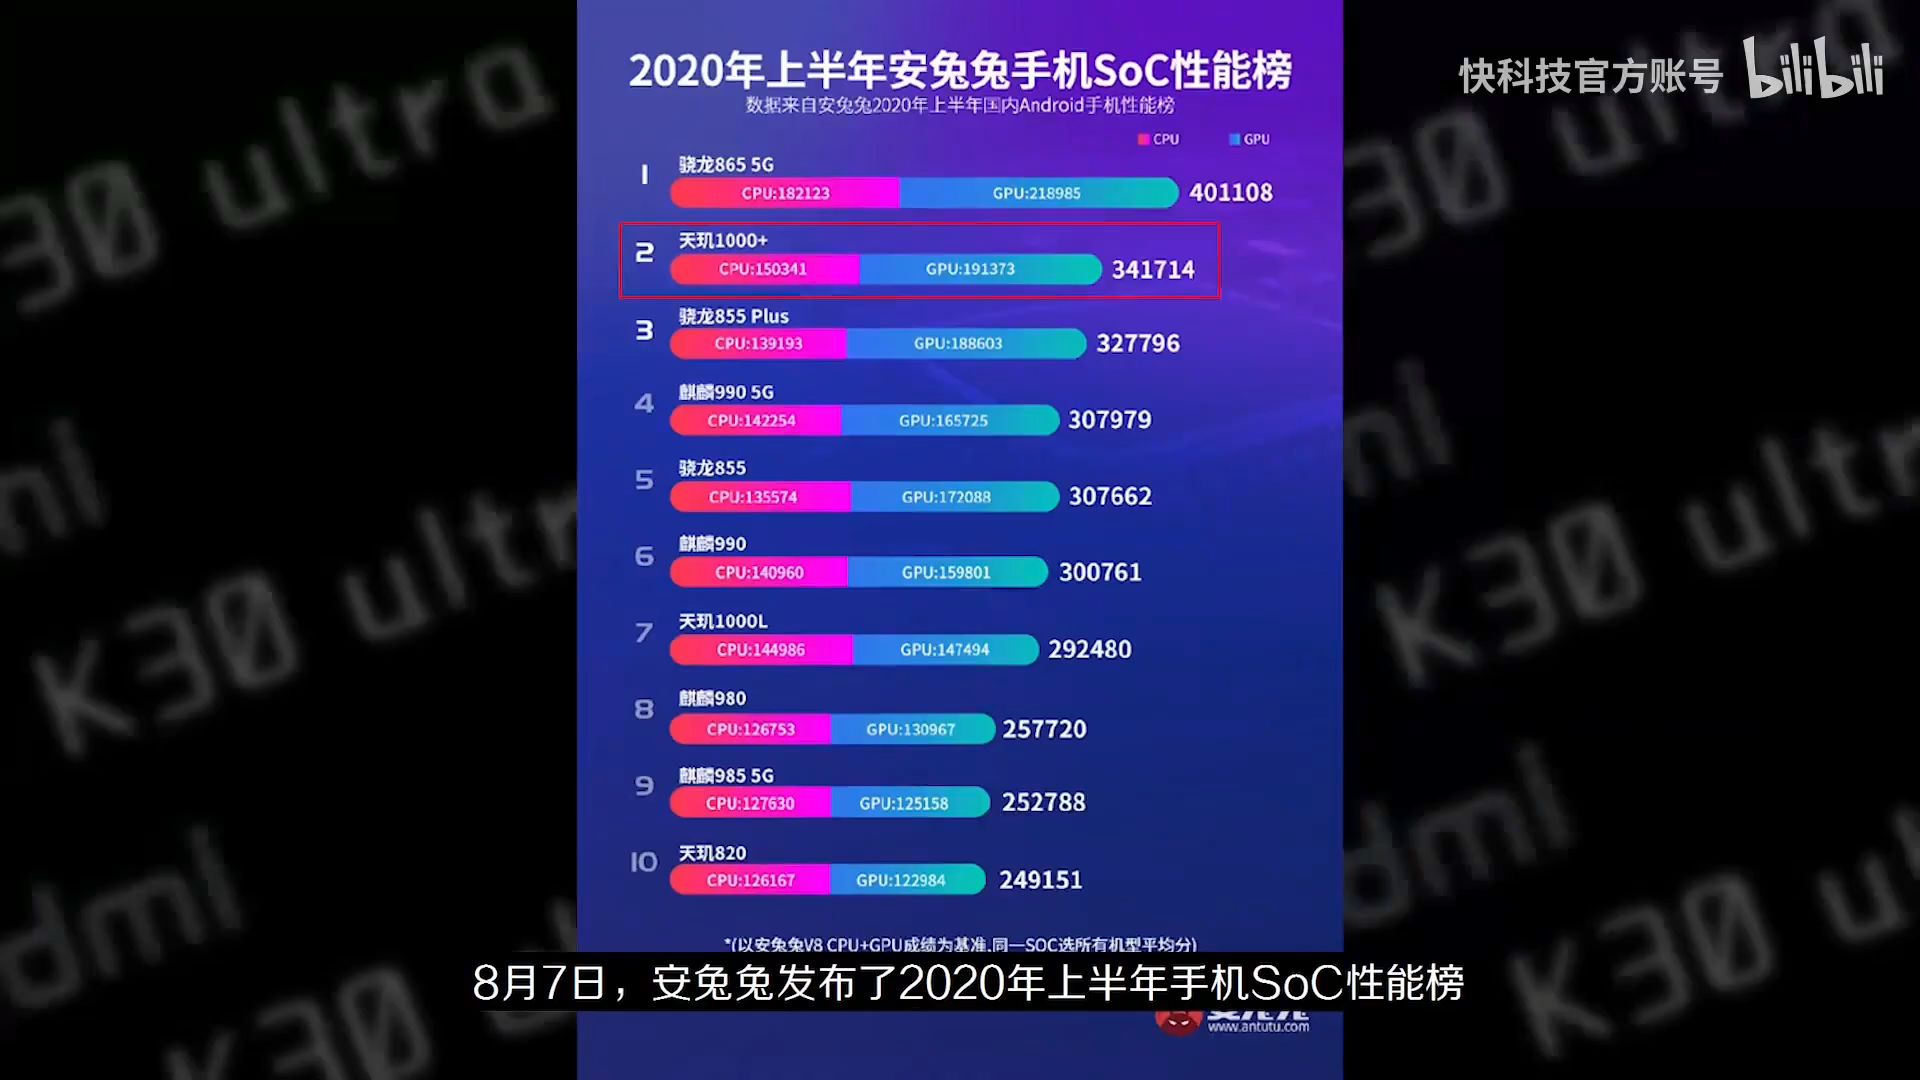 2020年上半年安兔兔手机SoC性能榜
数据来自安兔兔2020年上半年国内Android手机性能榜
快科技官方账号 bilibili
CPU GPU
1 骁龙865 5G
CPU:182123 GPU:218985 401108
2 天玑1000+
CPU:150341 GPU:191373 341714
3 骁龙855 Plus
CPU:139193 GPU:188603 327796
4 麒麟990 5G
CPU:142254 GPU:165725 307979
5 骁龙855
CPU:135574 GPU:172088 307662
6 麒麟990
CPU:140960 GPU:159801 300761
7 天玑1000L
CPU:144986 GPU:147494 292480
8 麒麟980
CPU:126753 GPU:130967 257720
9 麒麟985 5G
CPU:127630 GPU:125158 252788
10 天玑820
CPU:126167 GPU:122984 249151
*(以安兔兔V8 CPU+GPU成绩为基准,同一SOC选所有机型平均分)
8月7日，安兔兔发布了2020年上半年手机SoC性能榜
www.antutu.com
K30 ultra
K30 ultra